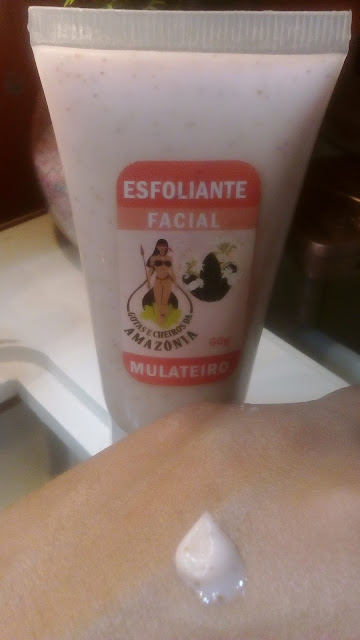 ESFOLIANTE
FACIAL
GOTAS E CHEIROS DA
AMAZÔNIA
60g
MULATEIRO